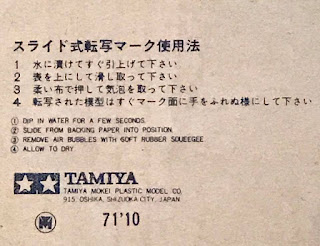 スライド式転写マーク使用法
1 水に漬けてすぐ引上げて下さい
2 表を上にして滑し取って下さい
3 柔い布で押して気泡を取って下さい
4 転写された模型はすぐマーク面に手をふれぬ様にして下さい
① DIP IN WATER FOR A FEW SECONDS
② SLIDE FROM BACKING PAPER INTO POSITION
③ REMOVE AIR BUBBLES WITH SOFT RUBBER SQUEEGEE
④ ALLOW TO DRY
TAMIYA
TAMIYA MOKEI PLASTIC MODEL CO.
915 OSHIKA, SHIZUOKA CITY, JAPAN
71'10